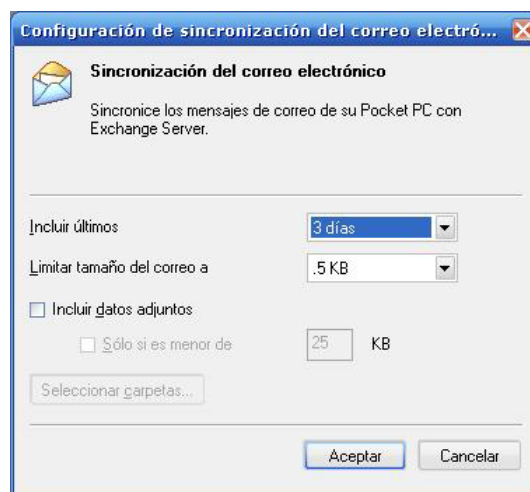 Configuración de sincronización del correo electró...
Sincronización del correo electrónico
Sincronice los mensajes de correo de su Pocket PC con
Exchange Server.
Incluir últimos
3 días
Limitar tamaño del correo a
.5 KB
Incluir datos adjuntos
Sólo si es menor de
25
KB
Seleccionar carpetas...
Aceptar
Cancelar